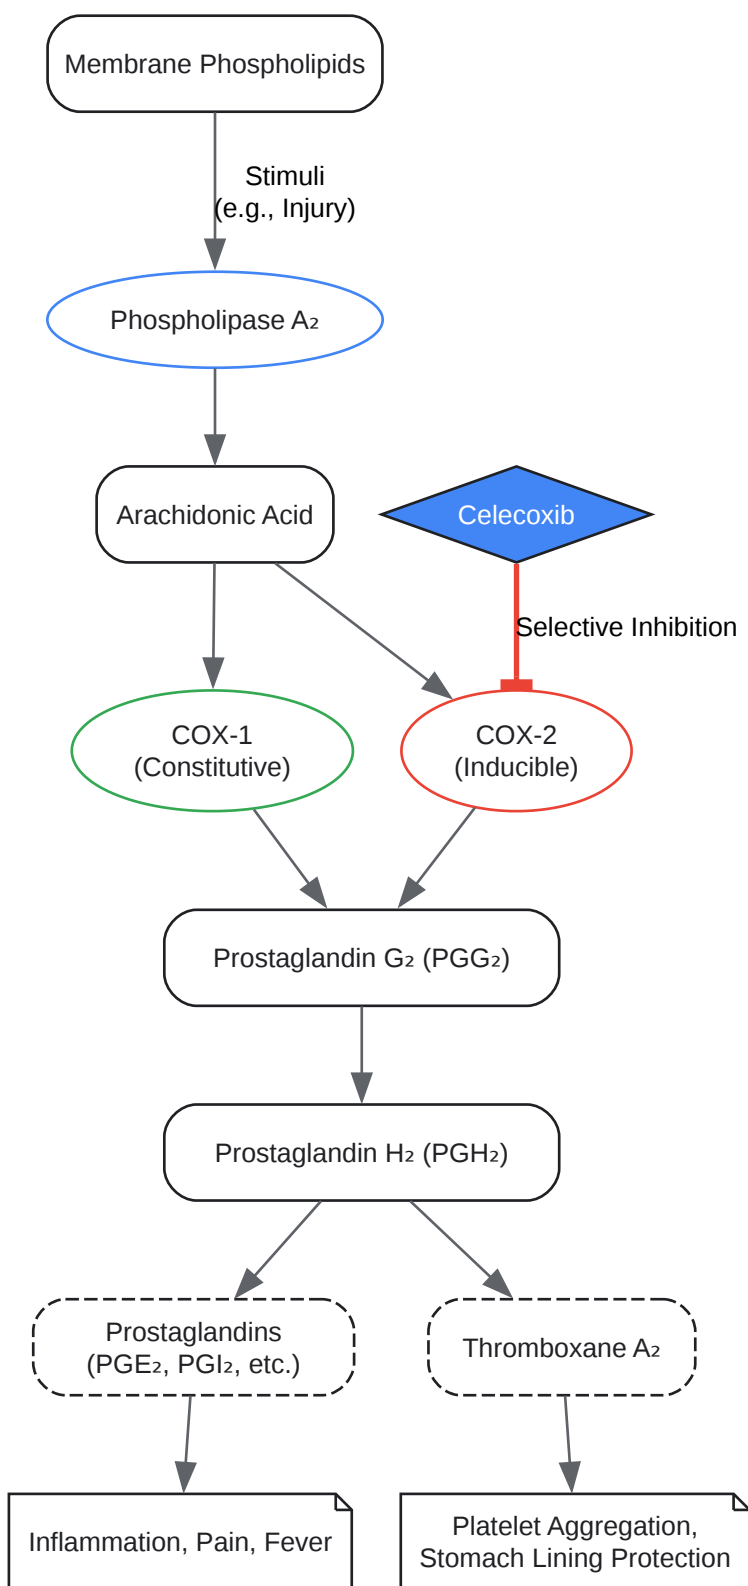 Membrane Phospholipids
Stimuli
(e.g., Injury)
Phospholipase A₂
Arachidonic Acid
Celecoxib
Selective Inhibition
COX-1
(Constitutive)
COX-2
(Inducible)
Prostaglandin G₂ (PGG₂)
Prostaglandin H₂ (PGH₂)
Prostaglandins
(PGE₂, PGI₂, etc.)
Thromboxane A₂
Inflammation, Pain, Fever
Platelet Aggregation,
Stomach Lining Protection